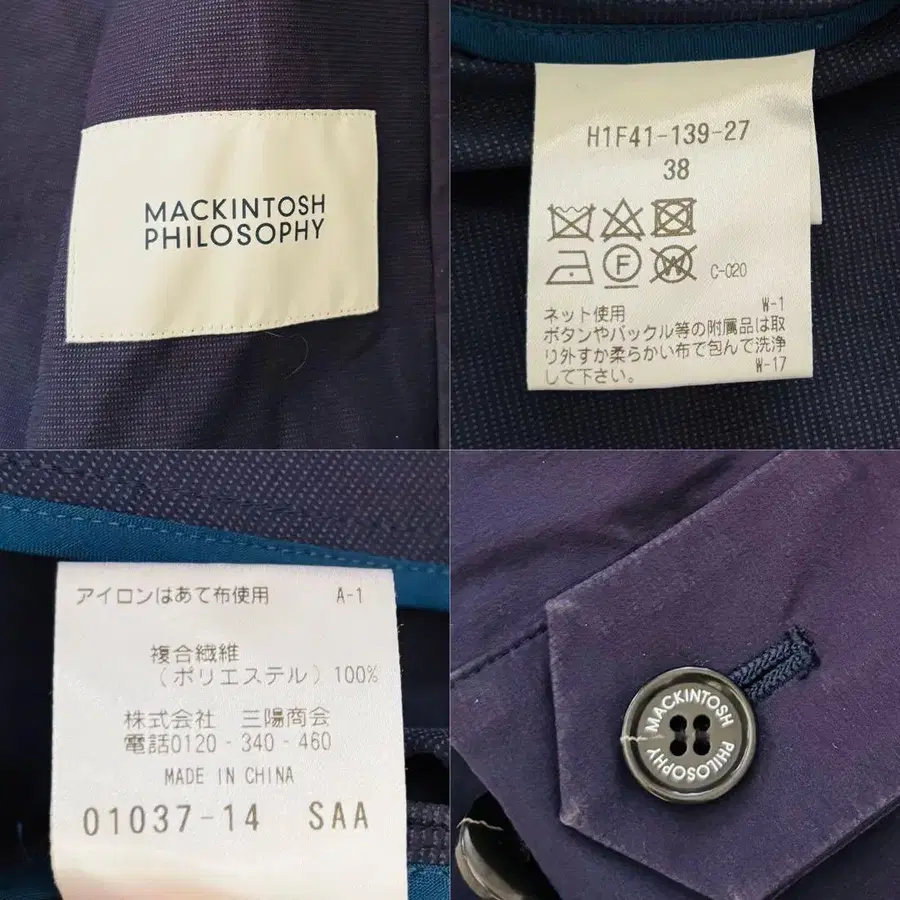 MACKINTOSH
PHILOSOPHY
H1F41-139-27
38
F
W
C-020
ネット使用 W-1
ボタンやバックル等の附属品は取
り外すか柔らかい布で包んで洗浄
して下さい。 W-17
アイロンはあて布使用 A-1
複合繊維
(ポリエステル) 100%
株式会社 三陽商会
電話0120-340-460
MADE IN CHINA
01037-14 SAA
MACKINTOSH PHILOSOPHY